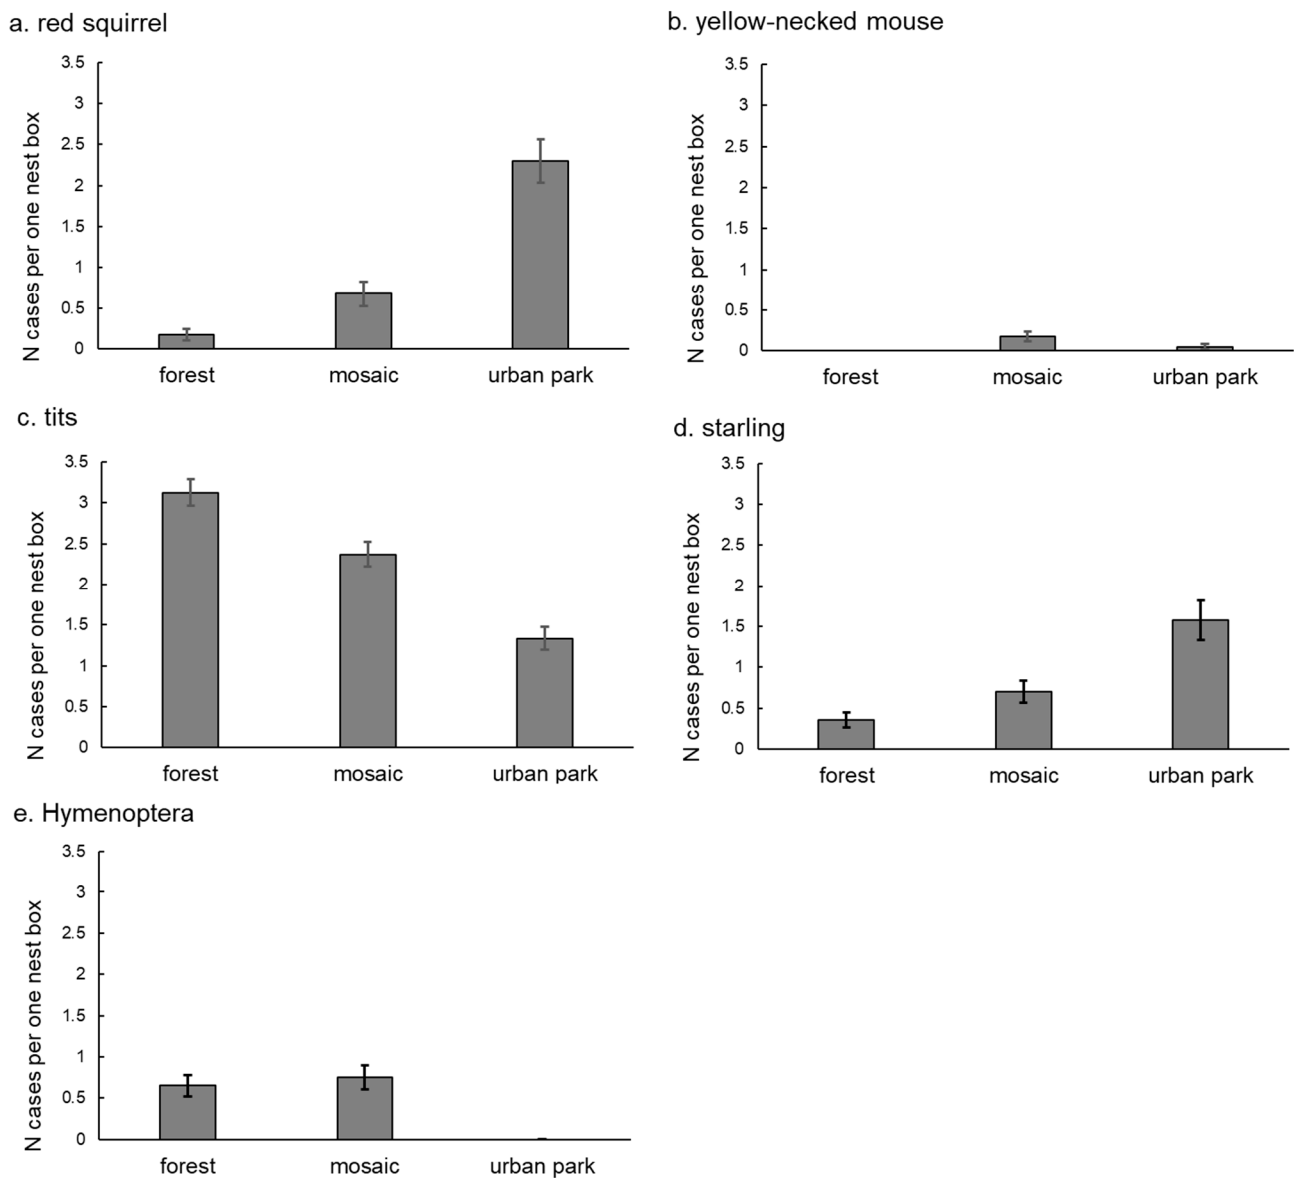 a. red squirrel
N cases per one nest box
3.5
3
2.5
2
1.5
1
0.5
0
forest mosaic urban park
b. yellow-necked mouse
N cases per one nest box
3.5
3
2.5
2
1.5
1
0.5
0
forest mosaic urban park
c. tits
N cases per one nest box
3.5
3
2.5
2
1.5
1
0.5
0
forest mosaic urban park
d. starling
N cases per one nest box
3.5
3
2.5
2
1.5
1
0.5
0
forest mosaic urban park
e. Hymenoptera
N cases per one nest box
3.5
3
2.5
2
1.5
1
0.5
0
forest mosaic urban park